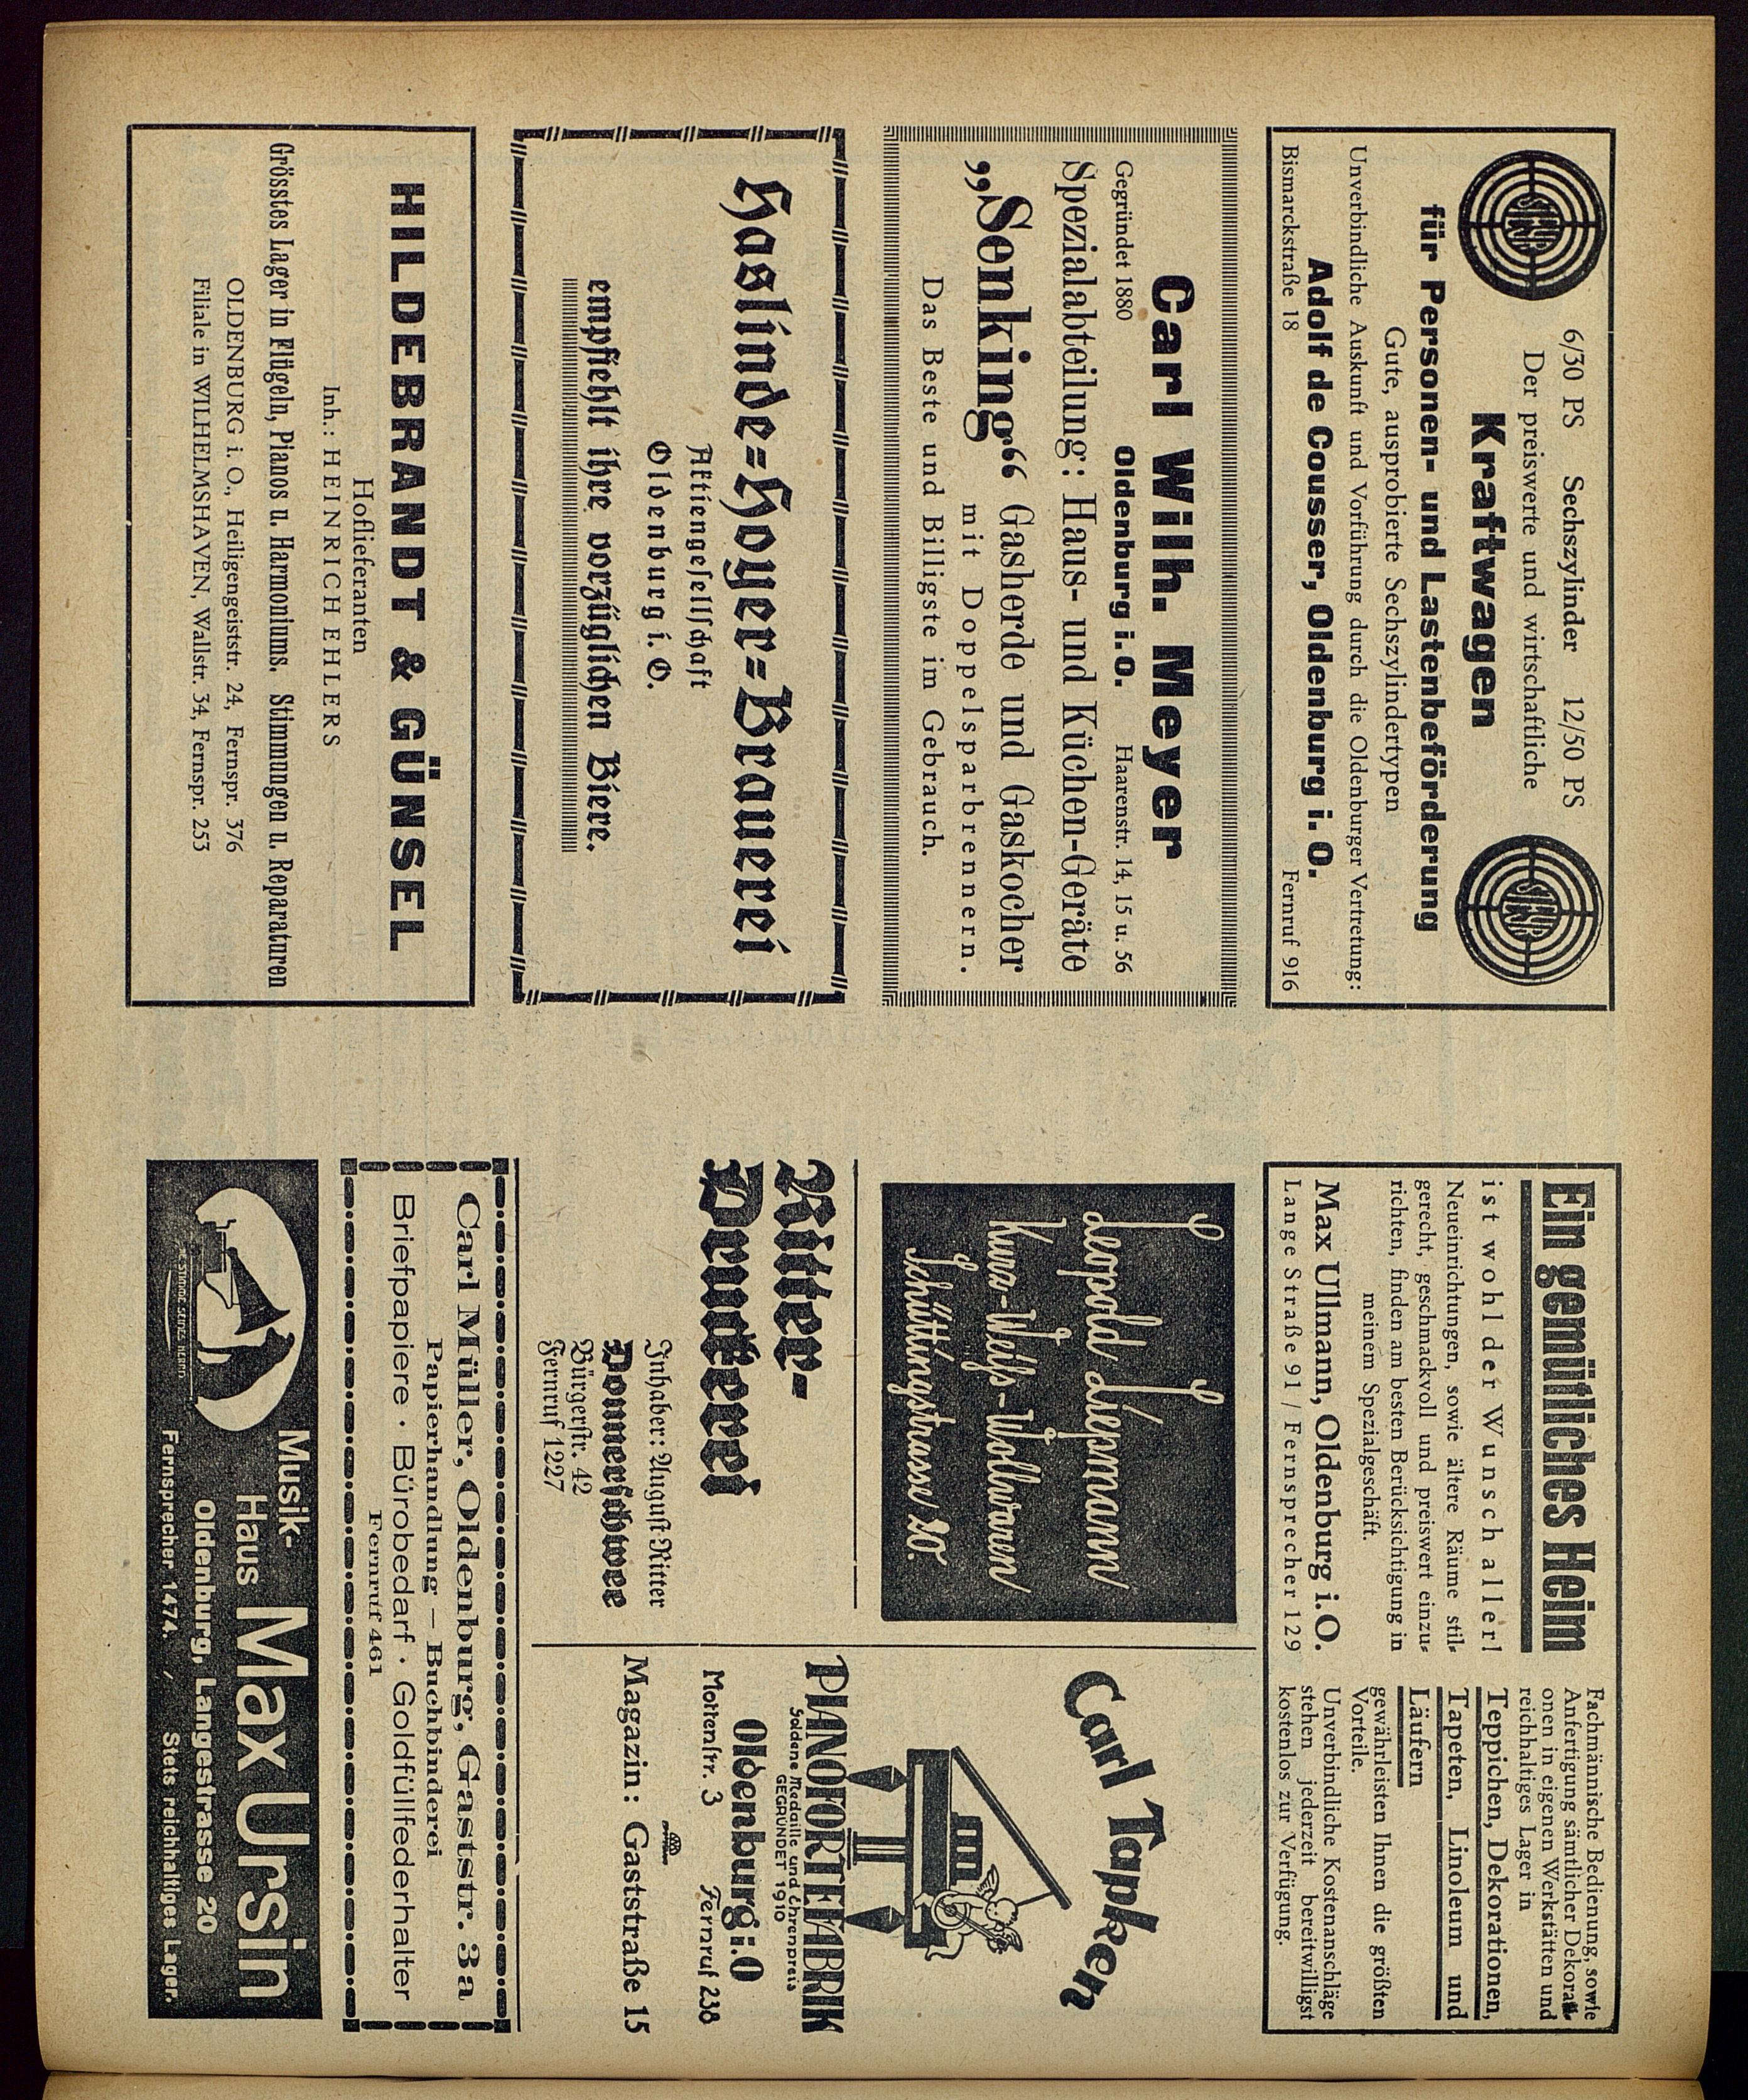 6/30 PS Sechszylinder 12/50 PS
Der preiswerte und wirtschaftliche
Kraftwagen
für Personen- und Lastenbeförderung
Gute, ausprobierte Sechszylindertypen
Unverbindliche Auskunft und Vorführung durch die Oldenburger Vertretung:
Adolf de Cousser, Oldenburg i. O.
Bismarckstraße 18 Fernruf 916
Carl Wilh. Meyer
Gegründet 1880 Oldenburg i. O. Haarenstr. 14, 15 u. 56
Spezialabteilung: Haus- und Küchen-Geräte
„Senking“ Gasherde und Gaskocher
mit Doppelsparbrennern.
Das Beste und Billigste im Gebrauch.
Haslinde-Hoyer-Brauerei
Aktiengesellschaft
Oldenburg i. O.
empfiehlt ihre vorzüglichen Biere.
HILDEBRANDT & GÜNSEL
Hoflieferanten
Inh.: HEINRICH EHLERS
Grösstes Lager in Flügeln, Pianos u. Harmoniums. Stimmungen u. Reparaturen
OLDENBURG i. O., Heiligengeiststr. 24, Fernspr. 376
Filiale in WILHELMSHAVEN, Wallstr. 34, Fernspr. 253
Ein gemütliches Heim
ist wohl der Wunsch aller!
Neueinrichtungen, sowie ältere Räume stil-
gerecht, geschmackvoll und preiswert einzu-
richten, finden am besten Berücksichtigung in
meinem Spezialgeschäft.
Max Ullmann, Oldenburg i. O.
Lange Straße 91 / Fernsprecher 129
Fachmännische Bedienung, sowie
Anfertigung sämtlicher Dekorati-
onen in eigenen Werkstätten und
reichhaltiges Lager in
Teppichen, Dekorationen,
Tapeten, Linoleum und
Läufern
gewährleisten Ihnen die größten
Vorteile.
Unverbindliche Kostenanschläge
stehen jederzeit bereitwilligst
kostenlos zur Verfügung.
Leopold Liepmann
Kurz-Weiß-Wollwaren
Schüttingstrasse 20.
Carl Tapken
PIANOFORTEFABRIK
Goldene Medaille und Ehrenpreis
GEGRÜNDET 1910
Oldenburg i. O
Mottenstr. 3 Fernruf 238
Magazin: Gaststraße 15
Ritter-
Druckerei
Inhaber: August Ritter
Donnerschwee
Bürgerstr. 42
Fernruf 1227
Carl Müller, Oldenburg, Gaststr. 3a
Papierhandlung — Buchbinderei
Briefpapiere · Bürobedarf · Goldfüllfederhalter
Fernruf 461
DIE STIMME SEINES HERRN
Musik-
Haus Max Ursin
Oldenburg, Langestrasse 20
Fernsprecher 1474. / Stets reichhaltiges Lager.